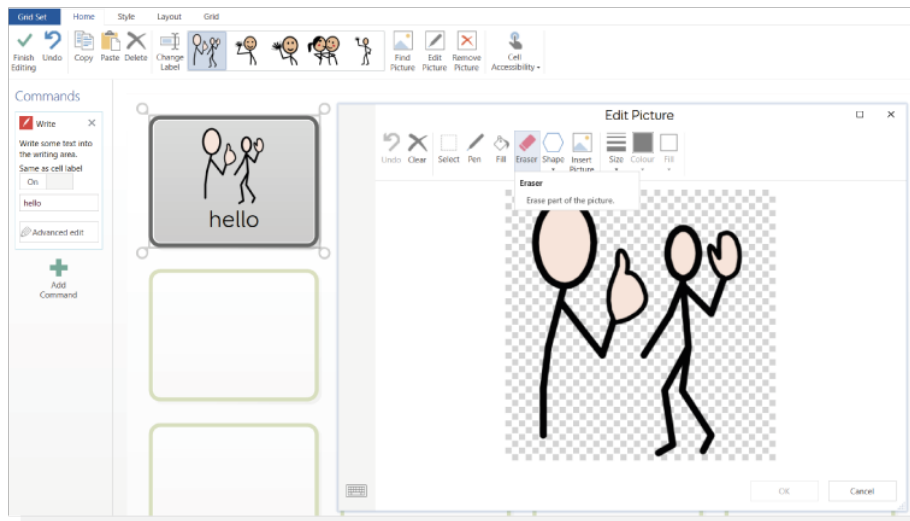 Grid Set Home Style Layout Grid
Finish
Editing
Undo
Copy
Paste
Delete
Change
Label
Find
Picture
Edit
Picture
Remove
Picture
Cell
Accessibility
Commands
Write
Write some text into
the writing area.
Same as cell label
On
hello
Advanced edit
Add
Command
hello
Edit Picture
Undo
Clear
Select
Pen
Fill
Eraser
Shape
Insert
Picture
Size
Colour
Fill
Eraser
Erase part of the picture.
OK
Cancel